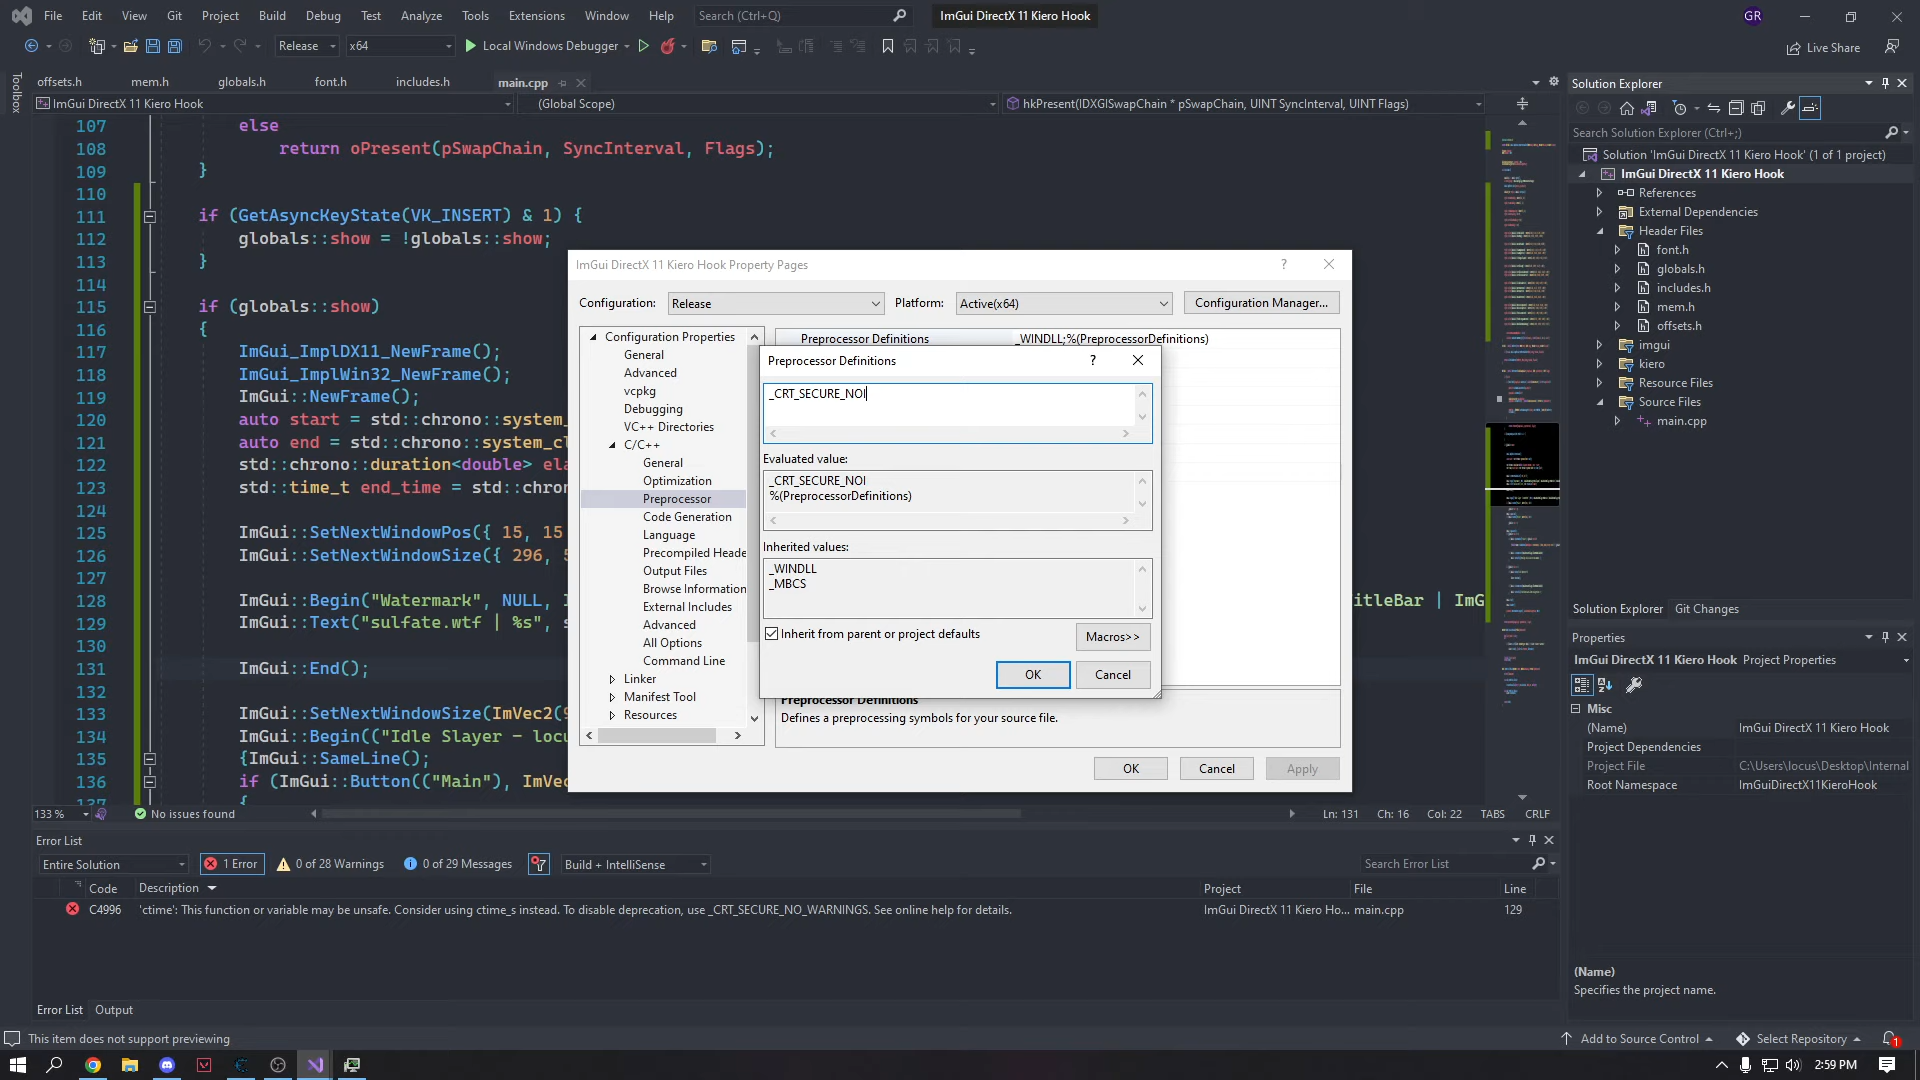 File Edit View Git Project Build Debug Test Analyze Tools Extensions Window Help Search (Ctrl+Q) ImGui DirectX 11 Kiero Hook GR
Release x64 Local Windows Debugger Live Share
Toolbox
offsets.h mem.h globals.h font.h includes.h main.cpp
ImGui DirectX 11 Kiero Hook (Global Scope) hkPresent(IDXGISwapChain * pSwapChain, UINT SyncInterval, UINT Flags)
107 else
108 return oPresent(pSwapChain, SyncInterval, Flags);
109 }
110
111 if (GetAsyncKeyState(VK_INSERT) & 1) {
112 globals::show = !globals::show;
113 }
114
115 if (globals::show)
116 {
117 ImGui_ImplDX11_NewFrame();
118 ImGui_ImplWin32_NewFrame();
119 ImGui::NewFrame();
120 auto start = std::chrono::system_
121 auto end = std::chrono::system_cl
122 std::chrono::duration<double> ela
123 std::time_t end_time = std::chron
124
125 ImGui::SetNextWindowPos({ 15, 15
126 ImGui::SetNextWindowSize({ 296, 5
127
128 ImGui::Begin("Watermark", NULL, I
itleBar | ImG
129 ImGui::Text("sulfate.wtf | %s", s
130
131 ImGui::End();
132
133 ImGui::SetNextWindowSize(ImVec2(9
134 ImGui::Begin(("Idle Slayer - locu
135 {ImGui::SameLine();
136 if (ImGui::Button(("Main"), ImVec
137 {
133 % No issues found Ln: 131 Ch: 16 Col: 22 TABS CRLF
ImGui DirectX 11 Kiero Hook Property Pages ?
Configuration: Release Platform: Active(x64) Configuration Manager...
Configuration Properties
General
Advanced
vcpkg
Debugging
VC++ Directories
C/C++
General
Optimization
Preprocessor
Code Generation
Language
Precompiled Heade
Output Files
Browse Information
External Includes
Advanced
All Options
Command Line
Linker
Manifest Tool
Resources
Preprocessor Definitions _WINDLL;%(PreprocessorDefinitions)
Preprocessor Definitions ?
_CRT_SECURE_NOI
Evaluated value:
_CRT_SECURE_NOI
%(PreprocessorDefinitions)
Inherited values:
_WINDLL
_MBCS
Inherit from parent or project defaults
Macros>>
OK Cancel
Preprocessor Definitions
Defines a preprocessing symbols for your source file.
OK Cancel Apply
Solution Explorer
Search Solution Explorer (Ctrl+;)
Solution 'ImGui DirectX 11 Kiero Hook' (1 of 1 project)
ImGui DirectX 11 Kiero Hook
References
External Dependencies
Header Files
font.h
globals.h
includes.h
mem.h
offsets.h
imgui
kiero
Resource Files
Source Files
main.cpp
Solution Explorer Git Changes
Properties
ImGui DirectX 11 Kiero Hook Project Properties
Misc
(Name) ImGui DirectX 11 Kiero Hook
Project Dependencies
Project File C:\Users\locus\Desktop\Internal
Root Namespace ImGuiDirectX11KieroHook
(Name)
Specifies the project name.
Error List
Entire Solution 1 Error 0 of 28 Warnings 0 of 29 Messages Build + IntelliSense Search Error List
Code Description Project File Line
C4996 'ctime': This function or variable may be unsafe. Consider using ctime_s instead. To disable deprecation, use _CRT_SECURE_NO_WARNINGS. See online help for details. ImGui DirectX 11 Kiero Ho... main.cpp 129
Error List Output
This item does not support previewing Add to Source Control Select Repository 1
2:59 PM